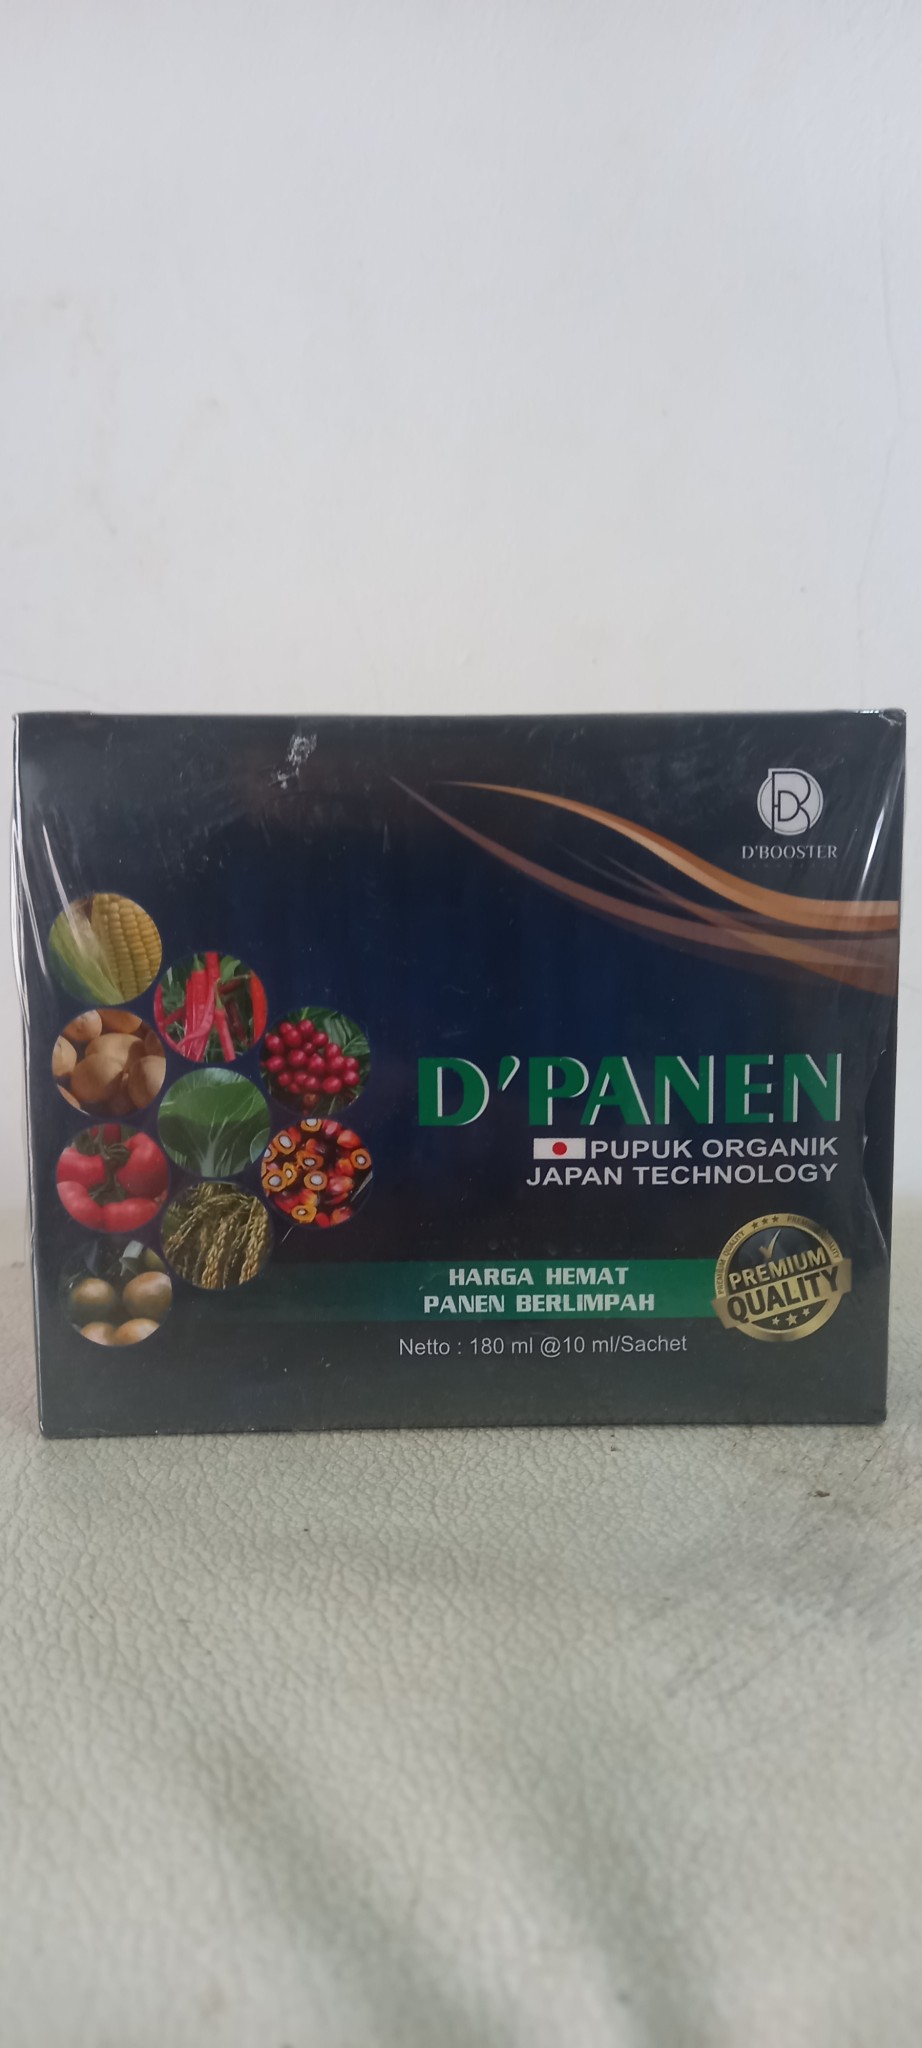 D'BOOSTER
D'PANEN
PUPUK ORGANIK
JAPAN TECHNOLOGY
HARGA HEMAT
PANEN BERLIMPAH
PREMIUM
QUALITY
Netto : 180 ml @10 ml/Sachet